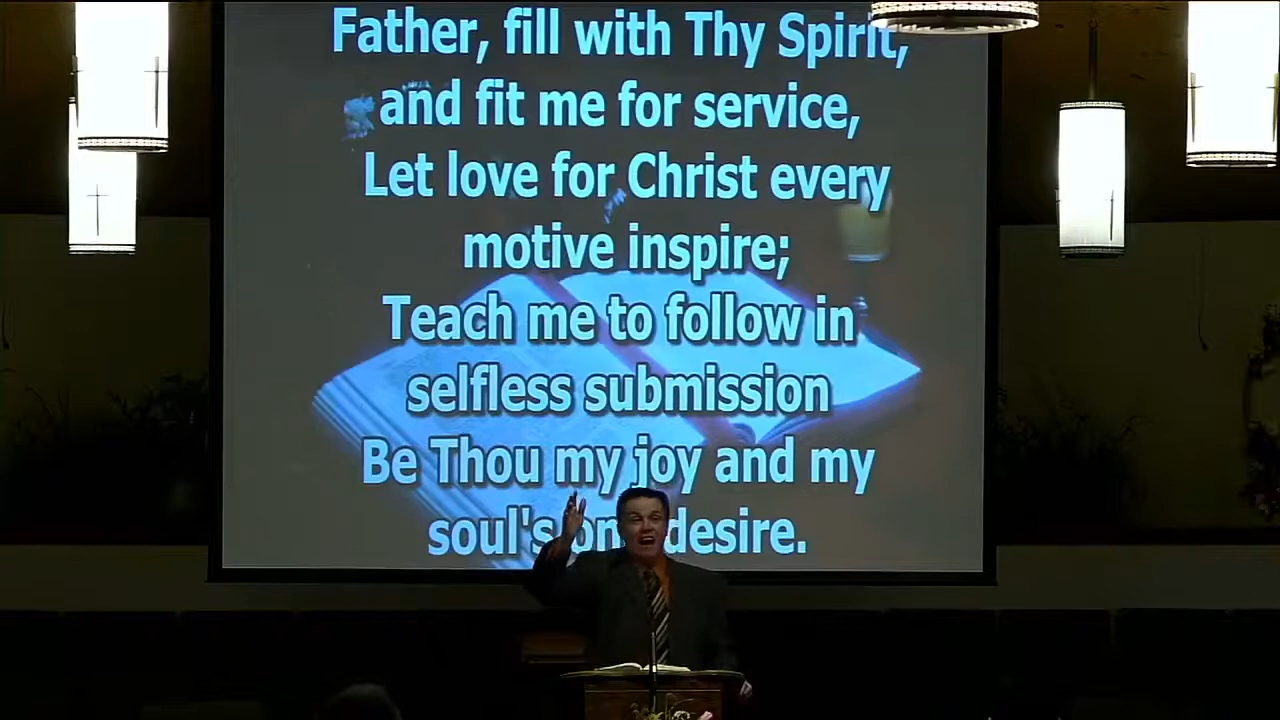 Father, fill with Thy Spirit,
and fit me for service,
Let love for Christ every
motive inspire;
Teach me to follow in
selfless submission
Be Thou my joy and my
soul's desire.